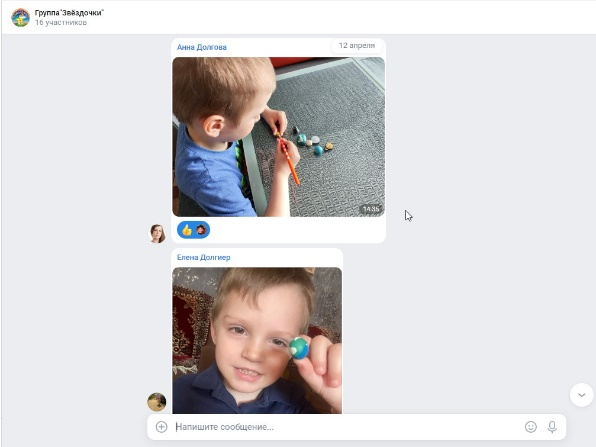 Группа"Звёздочки"
16 участников
12 апреля
Анна Долгова
14:35
Елена Долгиер
Напишите сообщение...